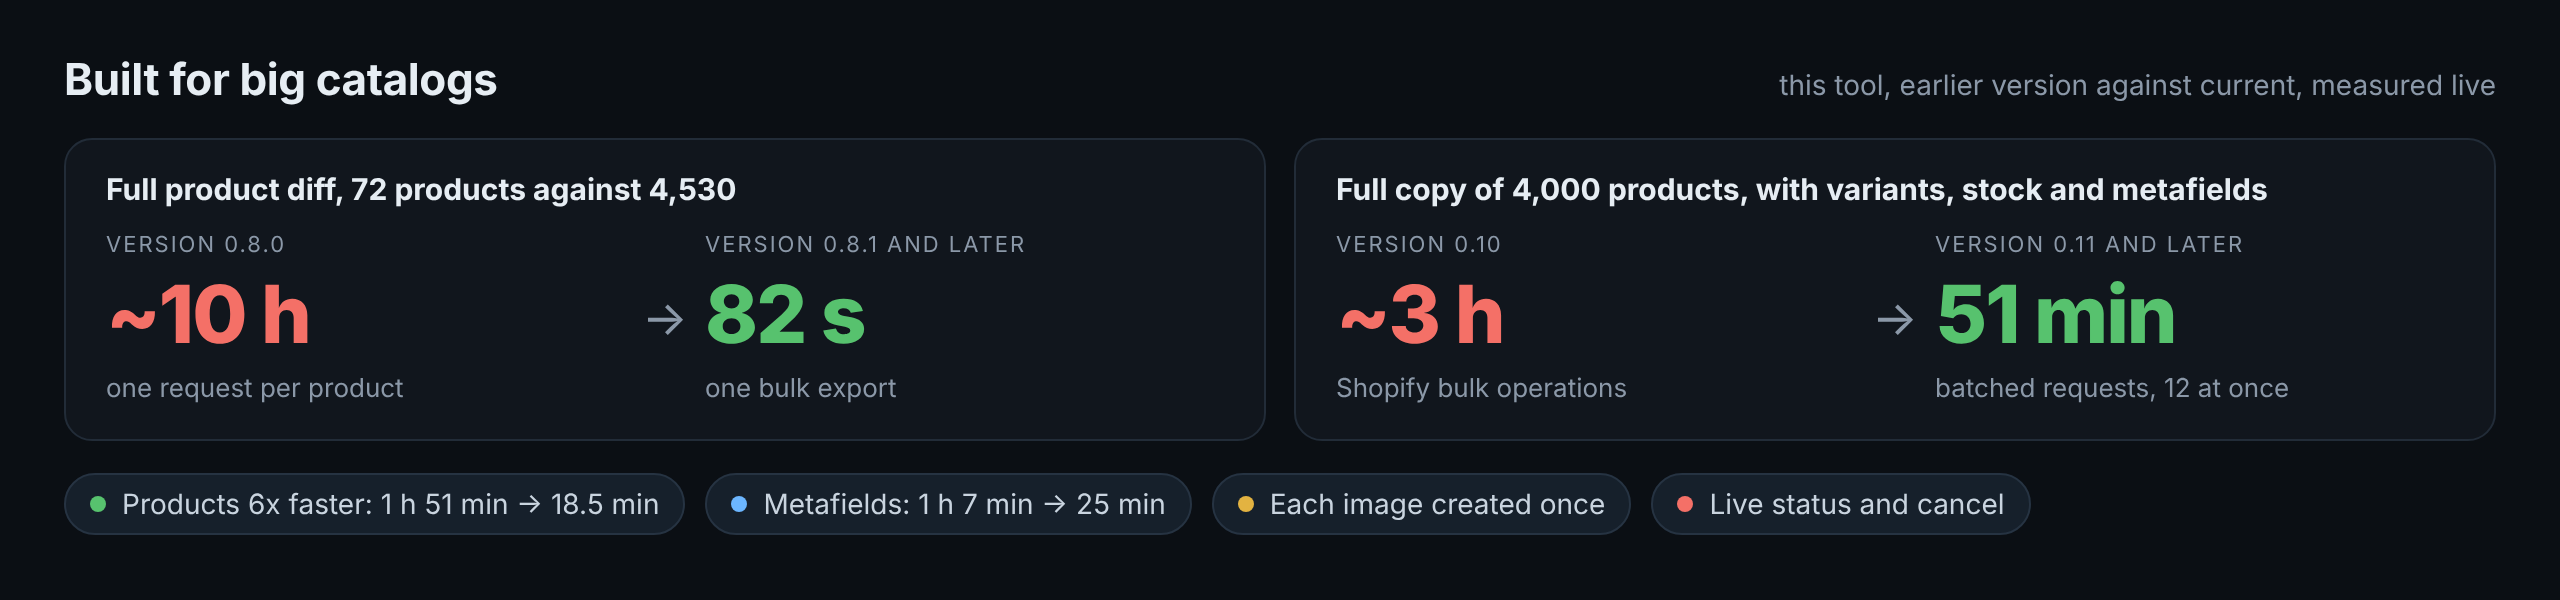 Built for big catalogs
this tool, earlier version against current, measured live
Full product diff, 72 products against 4,530
VERSION 0.8.0
~10 h
one request per product
→
VERSION 0.8.1 AND LATER
82 s
one bulk export
Full copy of 4,000 products, with variants, stock and metafields
VERSION 0.10
~3 h
Shopify bulk operations
→
VERSION 0.11 AND LATER
51 min
batched requests, 12 at once
Products 6x faster: 1 h 51 min → 18.5 min
Metafields: 1 h 7 min → 25 min
Each image created once
Live status and cancel